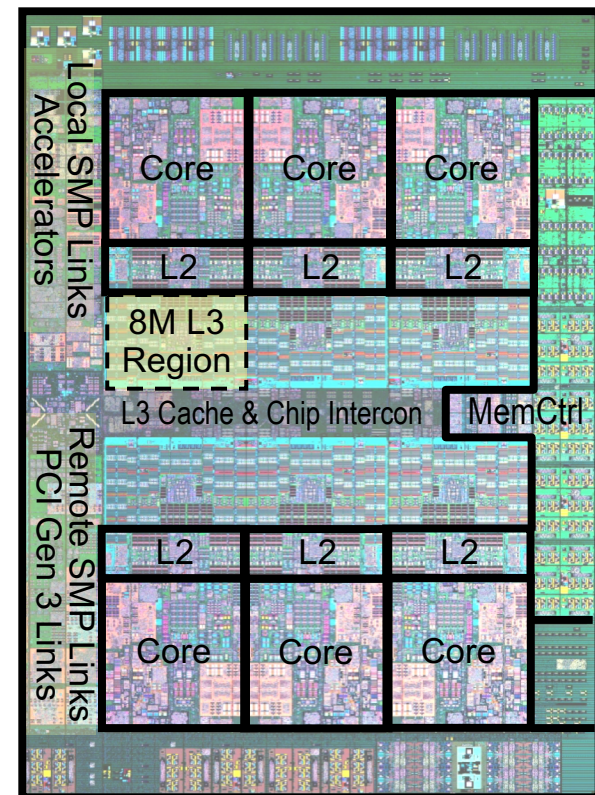 Local SMP Links
Accelerators
Core
Core
Core
L2
L2
L2
8M L3
Region
L3 Cache & Chip Intercon
MemCtrl
Remote SMP Links
PCI Gen 3 Links
L2
L2
L2
Core
Core
Core